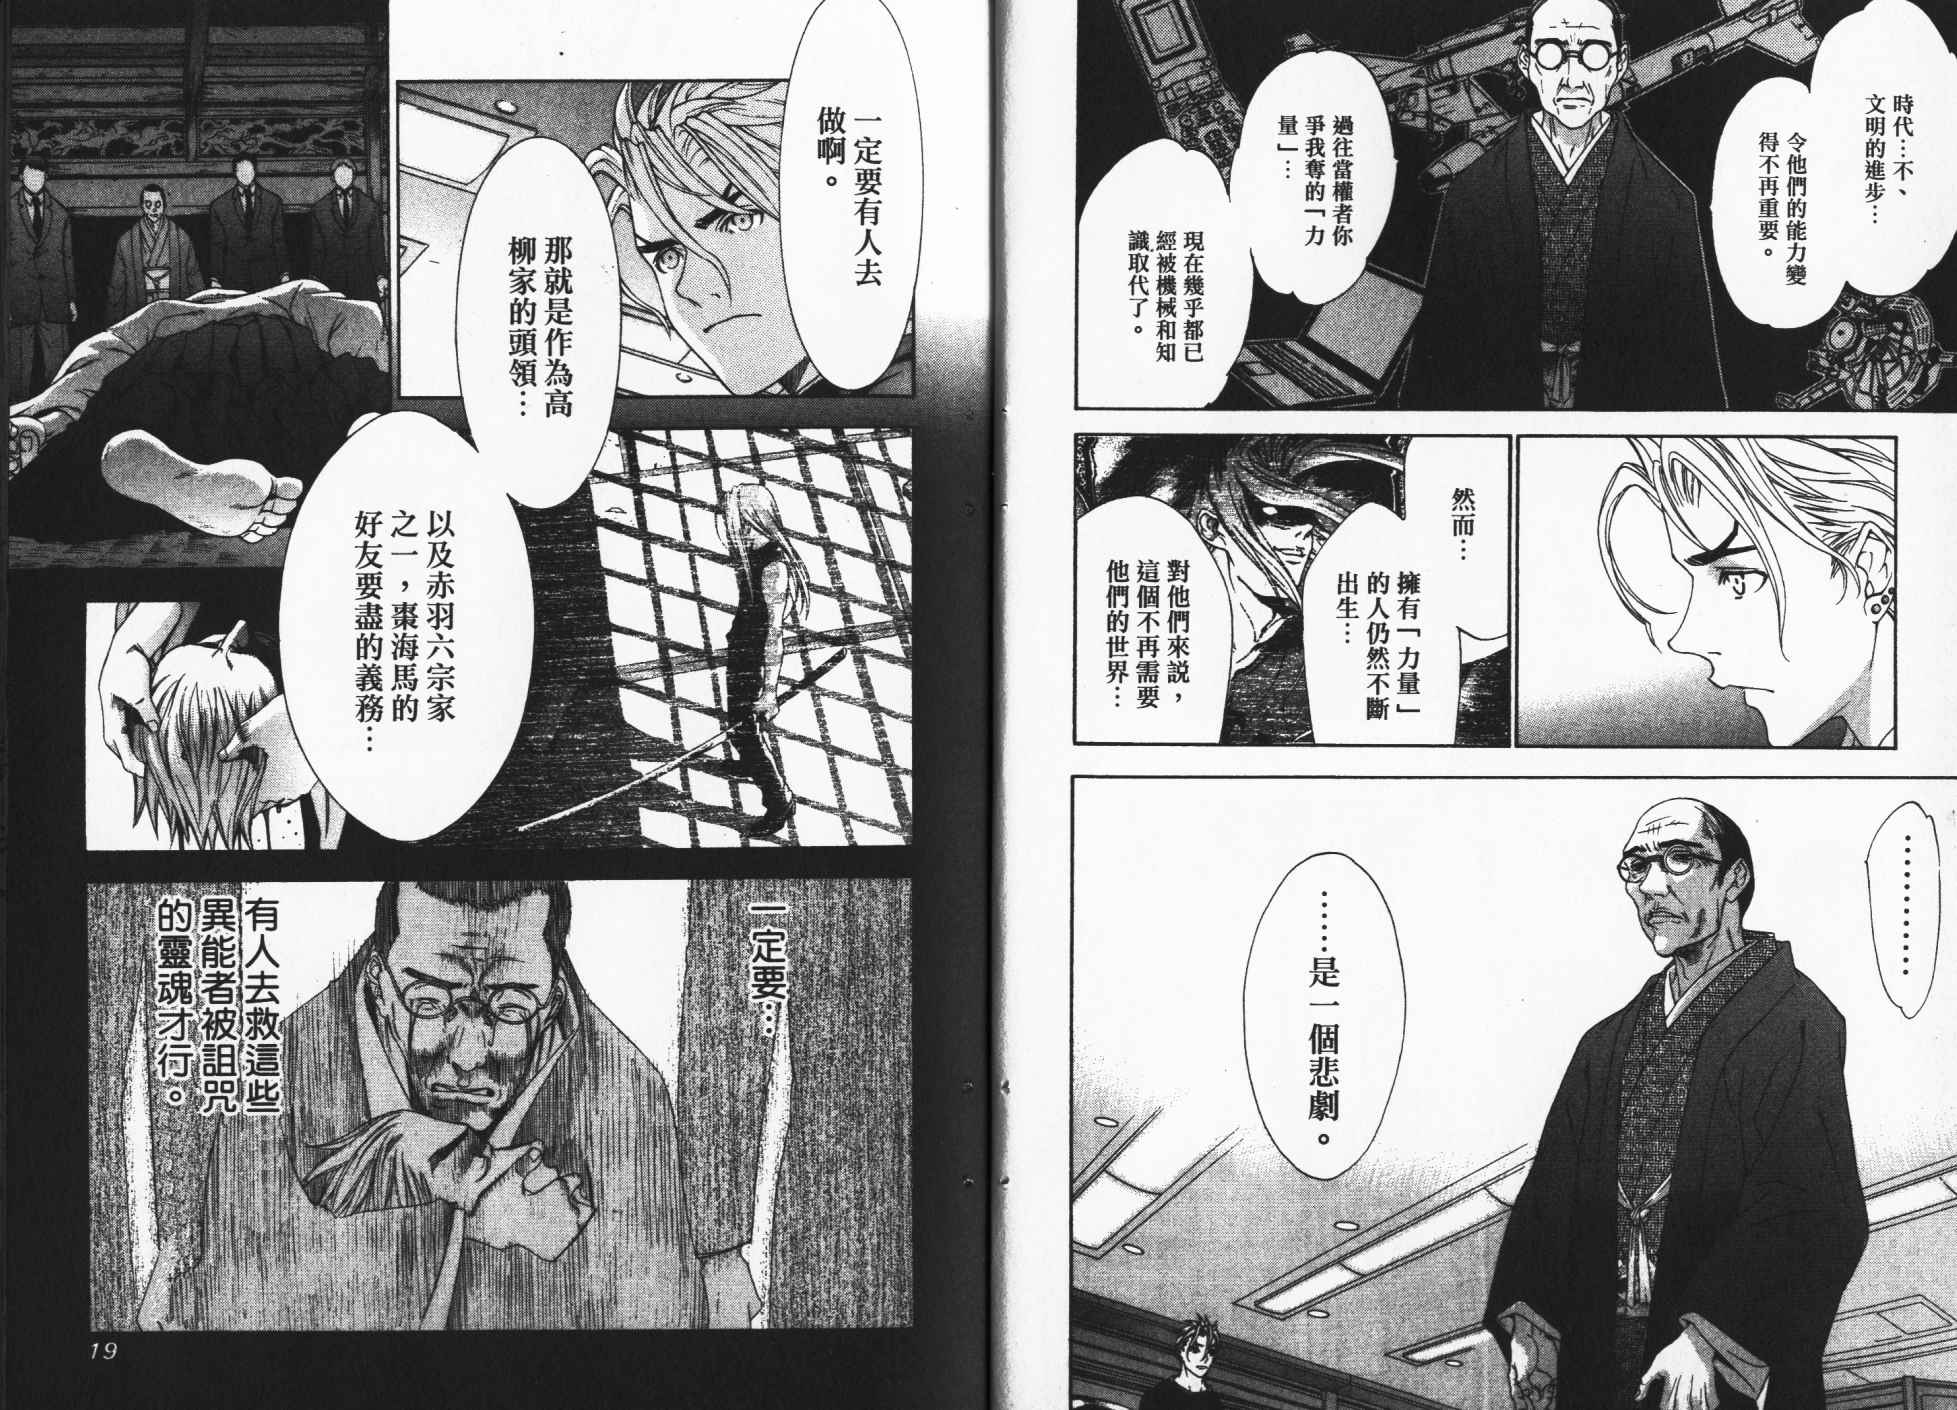 時代…不、
文明的進步…
令他們的能力變
得不再重要。
過往當權者你
爭我奪的「力
量」…
現在幾乎都已
經被機械和知
識取代了。
然而…
擁有「力量」
的人仍然不斷
出生…
對他們來説，
這個不再需要
他們的世界…
…………
……是一個悲劇。
一定要有人去
做啊。
那就是作為高
柳家的頭領…
以及赤羽六宗家
之一，棗海馬的
好友要盡的義務…
一定要…
有人去救這些
異能者被詛咒
的靈魂才行。
19